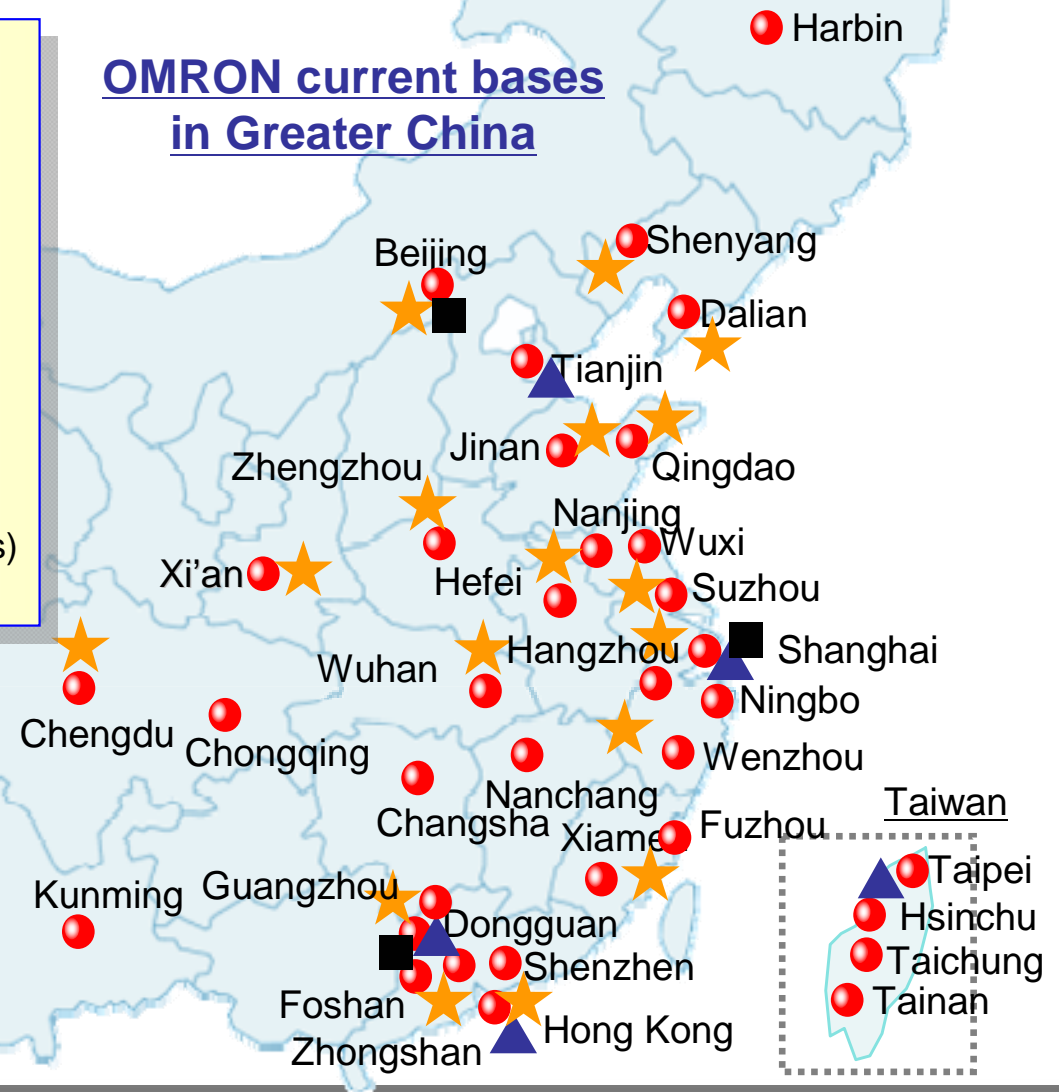 Harbin
OMRON current bases
in Greater China
Beijing
Shenyang
Dalian
Tianjin
Jinan
Zhengzhou
Qingdao
Nanjing
Wuxi
s)
Xi'an
Hefei
Suzhou
Hangzhou
Shanghai
Wuhan
Ningbo
Chengdu
Chongqing
Wenzhou
Nanchang
Taiwan
Changsha
Xiame
Fuzhou
Taipei
Kunming
Guangzhou
Hsinchu
Dongguan
Taichung
Shenzhen
Tainan
Foshan
Hong Kong
Zhongshan